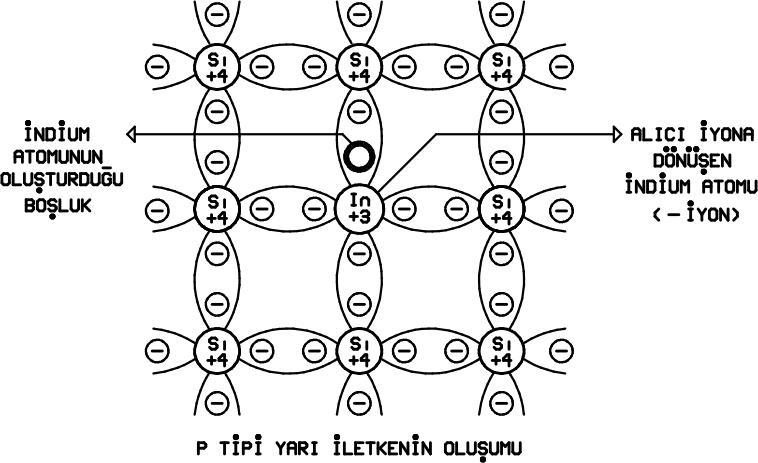 Si +4 Si +4 Si +4
İNDİUM
ATOMUNUN
OLUŞTURDUĞU
BOŞLUK
ALICI İYONA
DÖNÜŞEN
İNDİUM ATOMU
(-İYON)
Si +4 In +3 Si +4
Si +4 Si +4 Si +4
P TİPİ YARI İLETKENİN OLUŞUMU